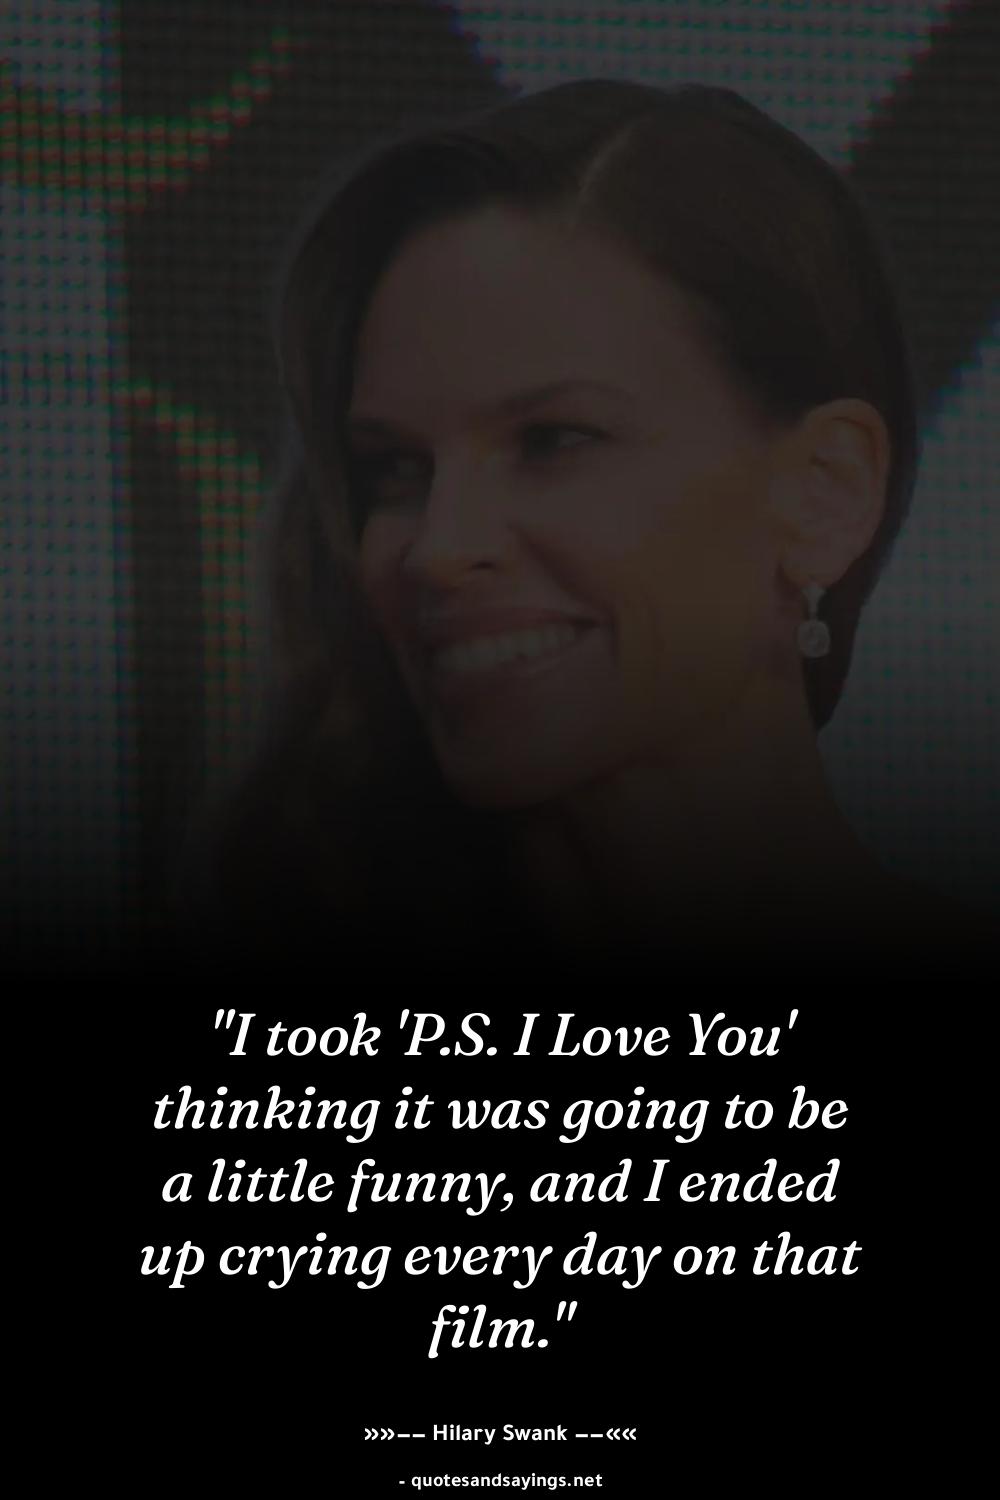 "I took 'P.S. I Love You'
thinking it was going to be
a little funny, and I ended
up crying every day on that
film."
»»−− Hilary Swank −−««
- quotesandsayings.net